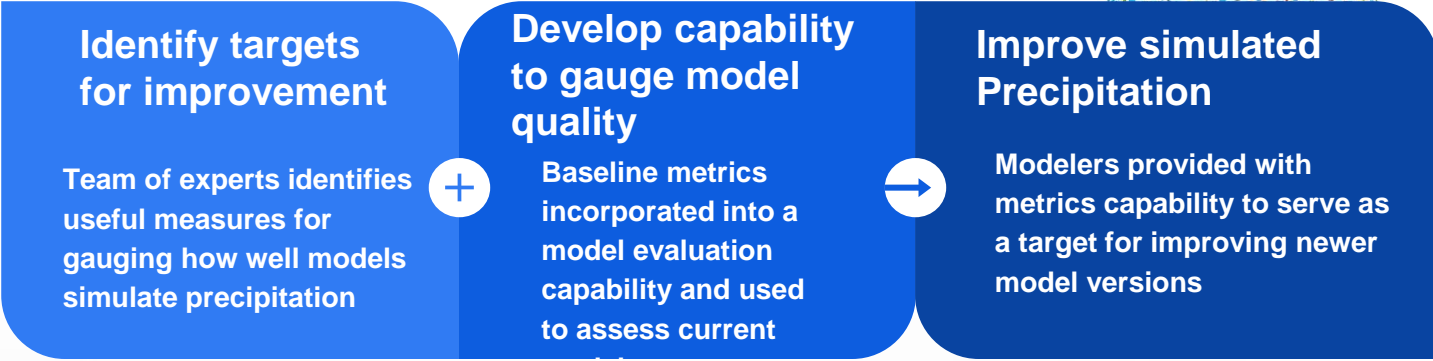 Identify targets
for improvement
Team of experts identifies
useful measures for
gauging how well models
simulate precipitation
+
Develop capability
to gauge model
quality
Baseline metrics
incorporated into a
model evaluation
capability and used
to assess current
Improve simulated
Precipitation
Modelers provided with
metrics capability to serve as
a target for improving newer
model versions